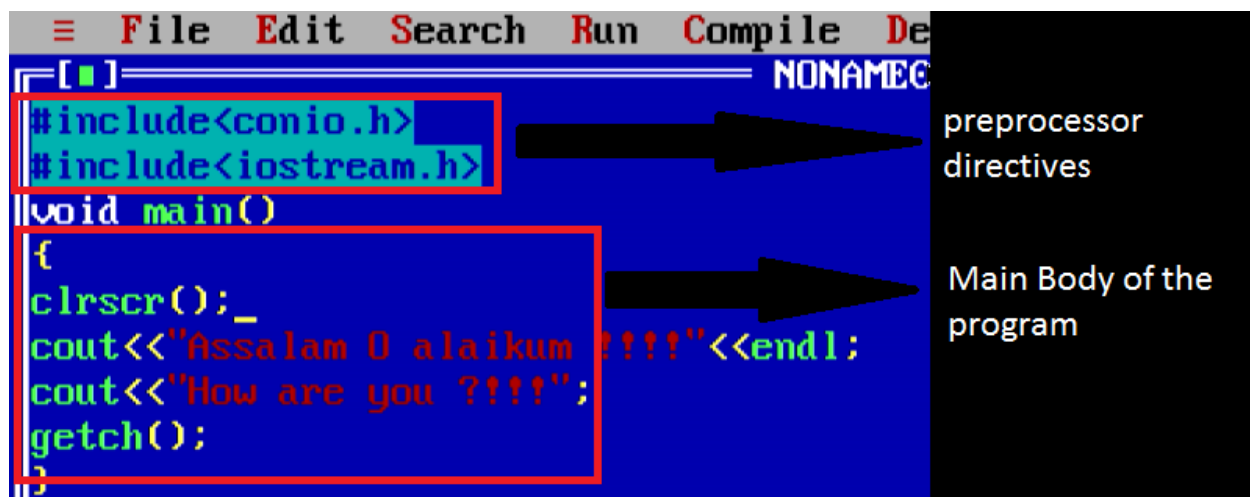 ≡ File Edit Search Run Compile De
[■] NONAME0
#include<conio.h>
#include<iostream.h>
void main()
{
clrscr();_
cout<<"Assalam O alaikum !!!!"<<endl;
cout<<"How are you ?!!!";
getch();
}
preprocessor
directives
Main Body of the
program